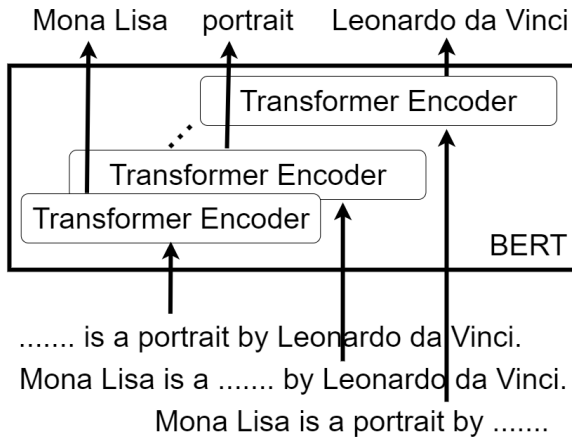 Mona Lisa portrait Leonardo da Vinci
Transformer Encoder
Transformer Encoder
Transformer Encoder
BERT
....... is a portrait by Leonardo da Vinci.
Mona Lisa is a ....... by Leonardo da Vinci.
Mona Lisa is a portrait by .......